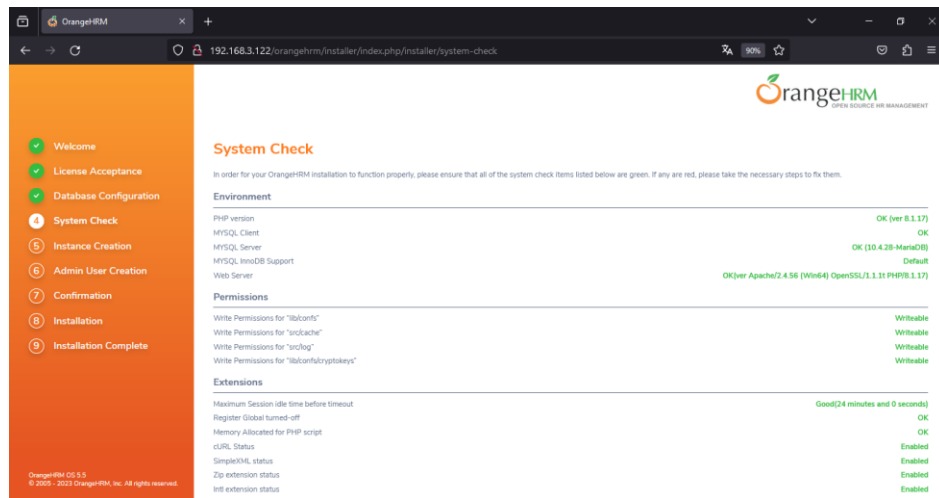 OrangeHRM
192.168.3.122/orangehrm/installer/index.php/installer/system-check
90%
OrangeHRM
OPEN SOURCE HR MANAGEMENT
Welcome
License Acceptance
Database Configuration
4 System Check
5 Instance Creation
6 Admin User Creation
7 Confirmation
8 Installation
9 Installation Complete
OrangeHRM OS 5.5
© 2005 - 2023 OrangeHRM, Inc. All rights reserved.
System Check
In order for your OrangeHRM installation to function properly, please ensure that all of the system check items listed below are green. If any are red, please take the necessary steps to fix them.
Environment
PHP version OK (ver 8.1.17)
MYSQL Client OK
MYSQL Server OK (10.4.28-MariaDB)
MYSQL InnoDB Support Default
Web Server OK(ver Apache/2.4.56 (Win64) OpenSSL/1.1.1t PHP/8.1.17)
Permissions
Write Permissions for "lib/confs" Writeable
Write Permissions for "src/cache" Writeable
Write Permissions for "src/log" Writeable
Write Permissions for "lib/confs/cryptokeys" Writeable
Extensions
Maximum Session idle time before timeout Good(24 minutes and 0 seconds)
Register Global turned-off OK
Memory Allocated for PHP script OK
cURL Status Enabled
SimpleXML status Enabled
Zip extension status Enabled
Intl extension status Enabled